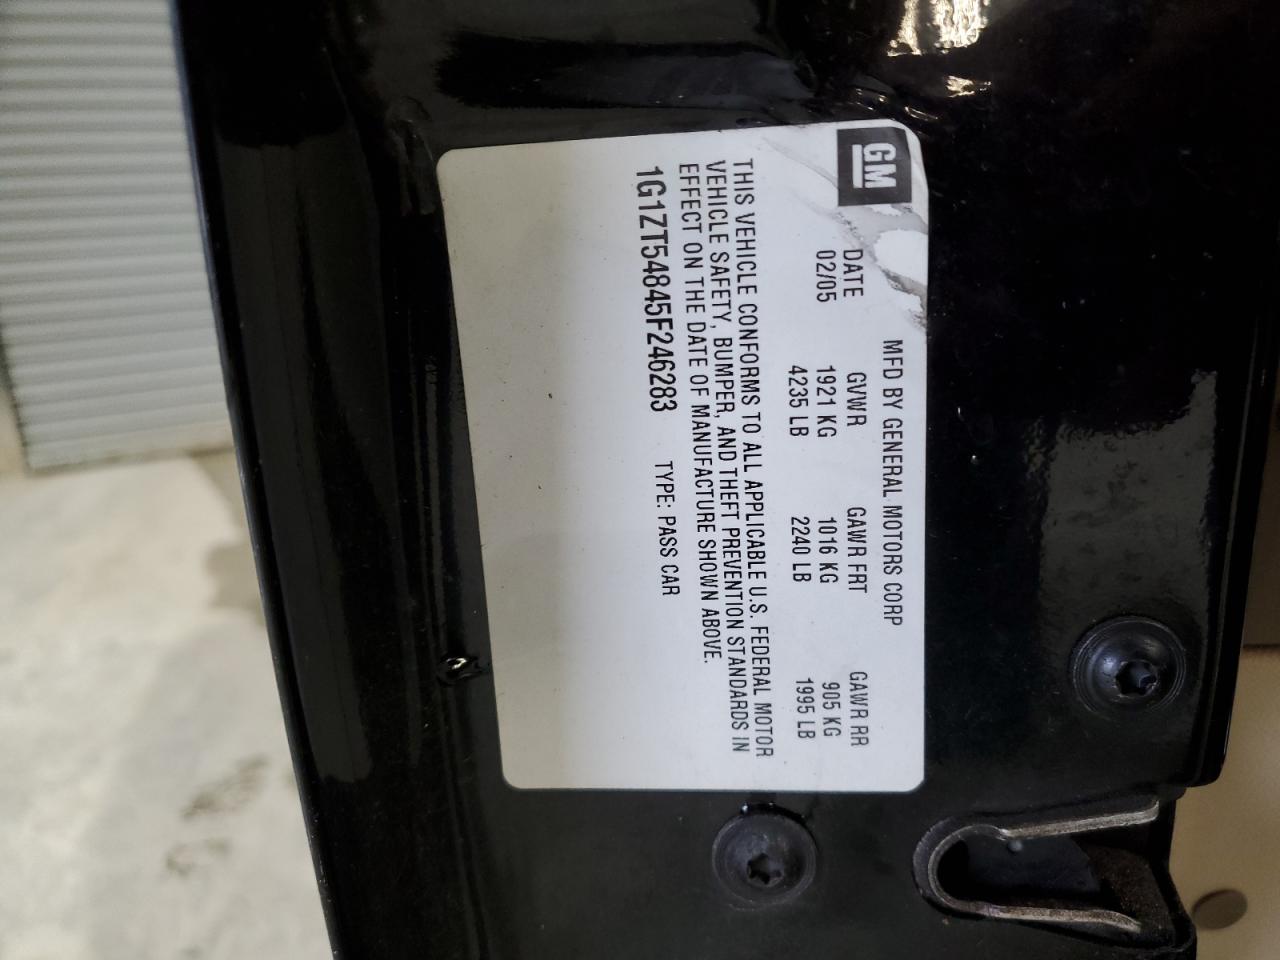 GM
MFD BY GENERAL MOTORS CORP
DATE GVWR GAWR FRT GAWR RR
02/05 1921 KG 1016 KG 905 KG
4235 LB 2240 LB 1995 LB
THIS VEHICLE CONFORMS TO ALL APPLICABLE U.S. FEDERAL MOTOR
VEHICLE SAFETY, BUMPER, AND THEFT PREVENTION STANDARDS IN
EFFECT ON THE DATE OF MANUFACTURE SHOWN ABOVE.
1G1ZT54845F246283 TYPE: PASS CAR